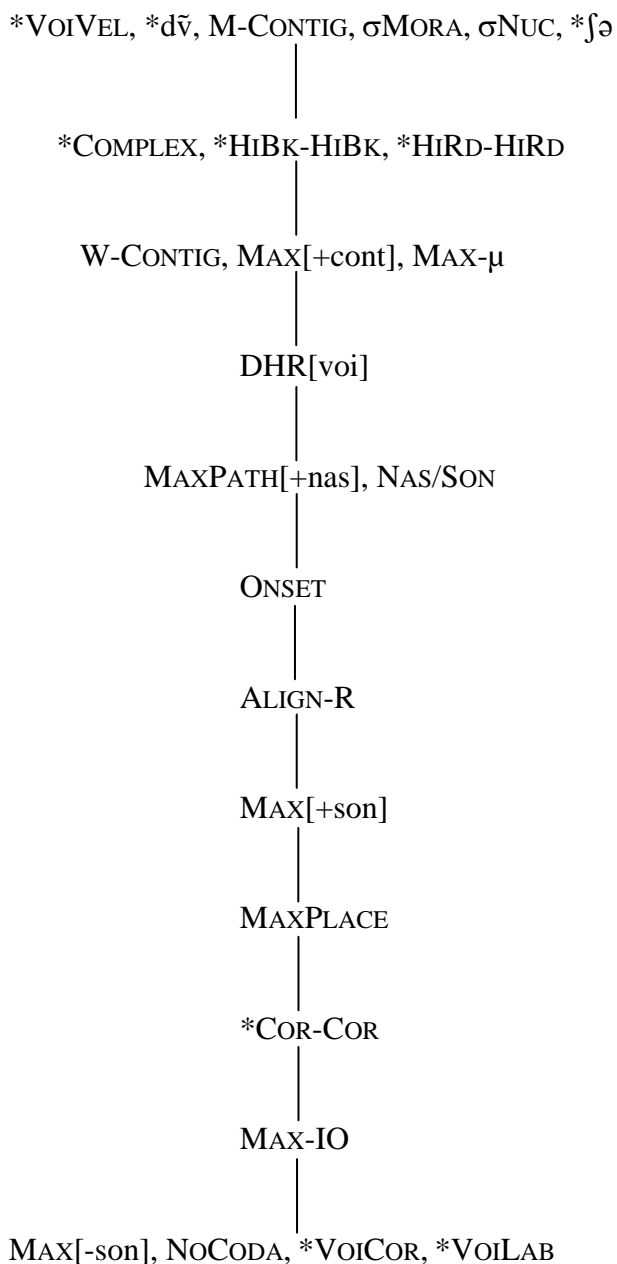 *VOIVEL, *dṽ, M-CONTIG, σMORA, σNUC, *ʃə
*COMPLEX, *HIBK-HIBK, *HIRD-HIRD
W-CONTIG, MAX[+cont], MAX-μ
DHR[voi]
MAXPATH[+nas], NAS/SON
ONSET
ALIGN-R
MAX[+son]
MAXPLACE
*COR-COR
MAX-IO
MAX[-son], NOCODA, *VOICOR, *VOILAB